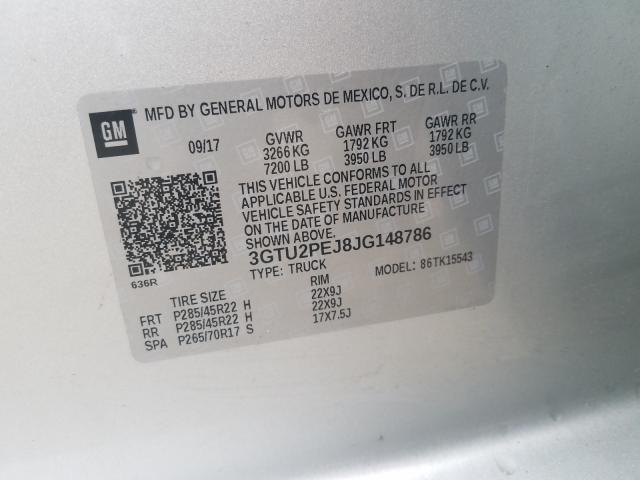 GM
MFD BY GENERAL MOTORS DE MEXICO, S. DE R.L. DE C.V.
09/17 GVWR GAWR FRT GAWR RR
3266 KG 1792 KG 1792 KG
7200 LB 3950 LB 3950 LB
THIS VEHICLE CONFORMS TO ALL
APPLICABLE U.S. FEDERAL MOTOR
VEHICLE SAFETY STANDARDS IN EFFECT
ON THE DATE OF MANUFACTURE
SHOWN ABOVE.
3GTU2PEJ8JG148786
TYPE: TRUCK MODEL: 86TK15543
636R
TIRE SIZE RIM
FRT P285/45R22 H 22X9J
RR P285/45R22 H 22X9J
SPA P265/70R17 S 17X7.5J